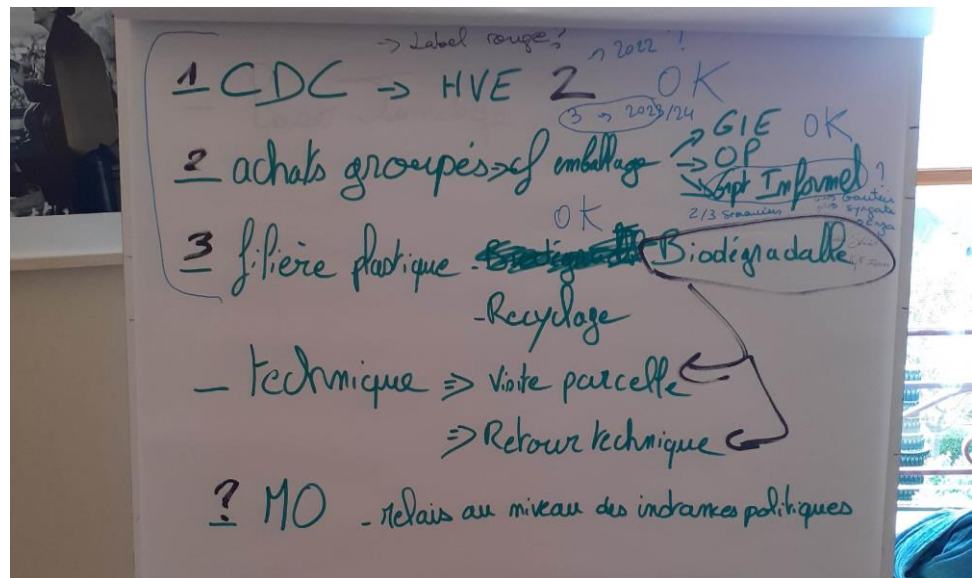 -> Label rouge?
1 CDC -> HVE 2 -> 2022 ! OK
3 -> 2023/24
2 achats groupés => cf emballage -> GIE OK
-> OP
-> Gpt Informel ?
2/3 semaines
OK
3 filière plastique - Biodégradable
- Recyclage
- technique => Visite parcelle
=> Retour technique
? MO - relais au niveau des instances politiques